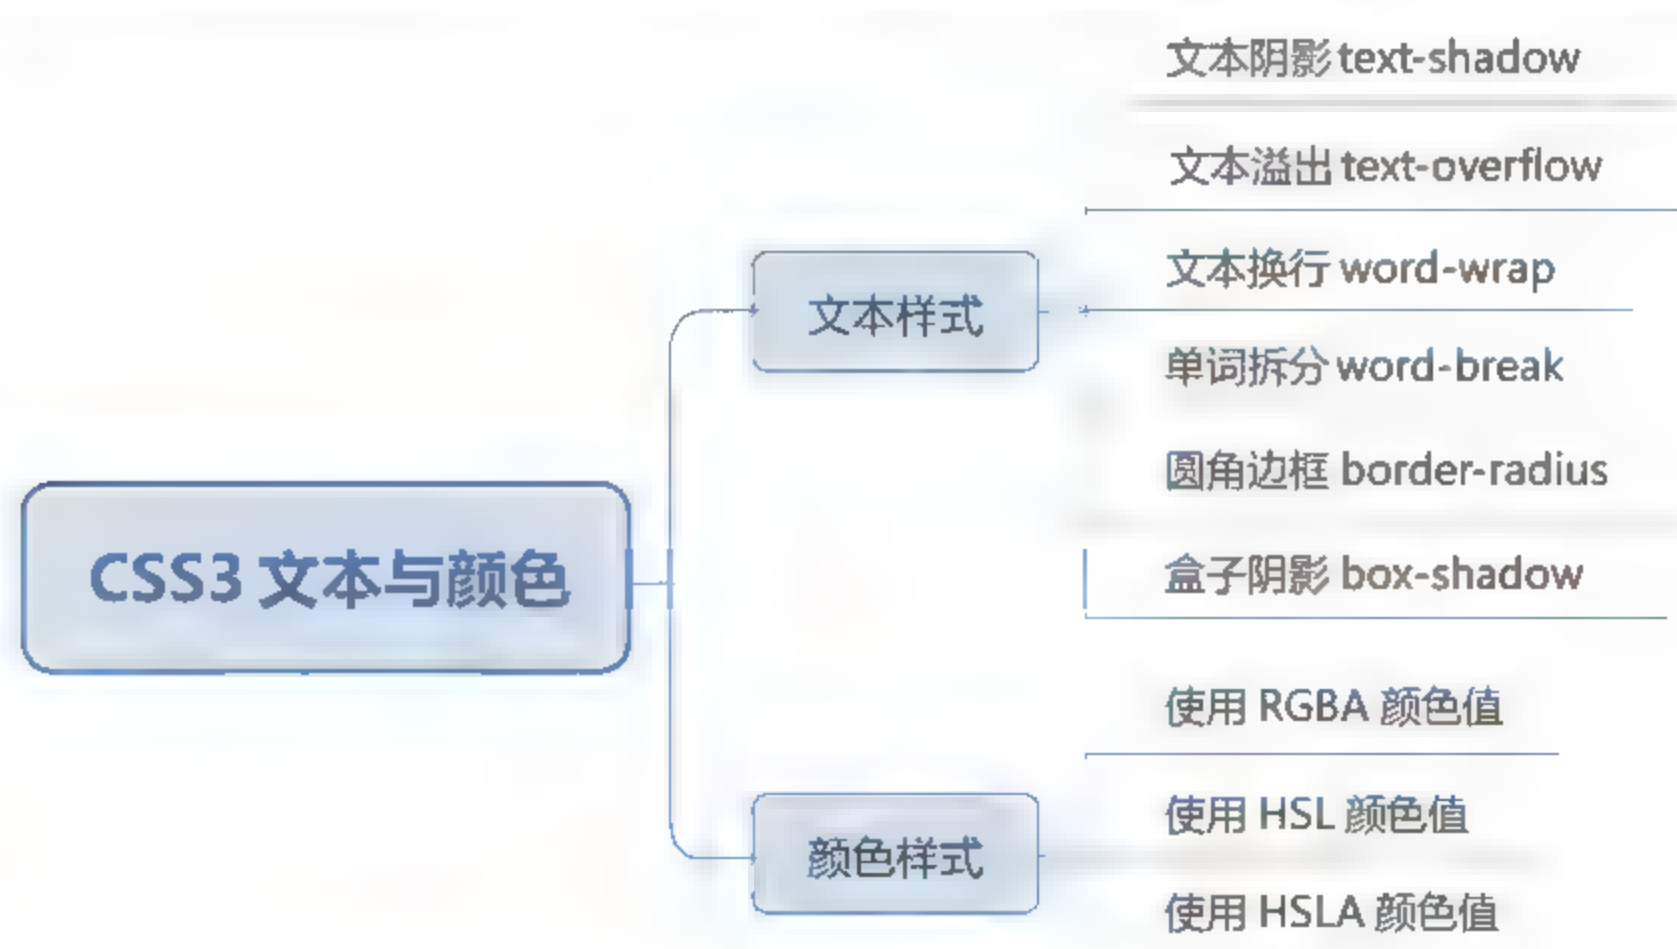 CSS3 文本与颜色
文本样式
文本阴影 text-shadow
文本溢出 text-overflow
文本换行 word-wrap
单词拆分 word-break
圆角边框 border-radius
盒子阴影 box-shadow
颜色样式
使用 RGBA 颜色值
使用 HSL 颜色值
使用 HSLA 颜色值